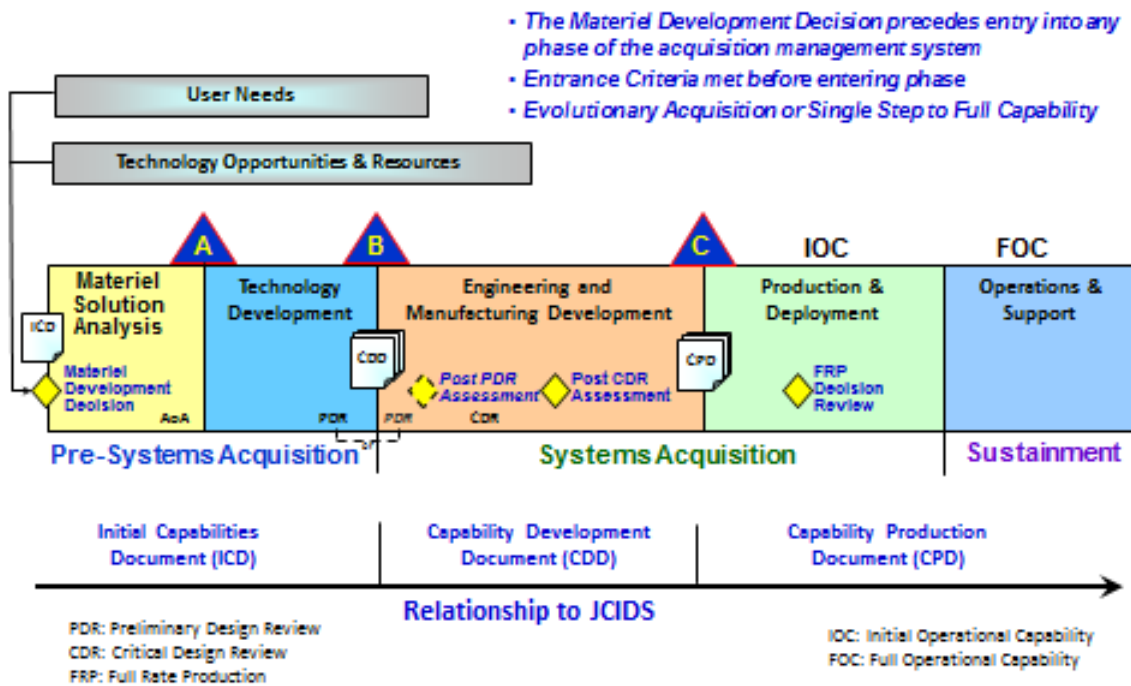 • The Materiel Development Decision precedes entry into any
phase of the acquisition management system
• Entrance Criteria met before entering phase
• Evolutionary Acquisition or Single Step to Full Capability
User Needs
Technology Opportunities & Resources
A
B
C
IOC
FOC
Materiel
Solution
Analysis
Technology
Development
Engineering and
Manufacturing Development
Production &
Deployment
Operations &
Support
ICD
CDD
CPD
Materiel
Development
Decision
Post PDR
Assessment
Post CDR
Assessment
FRP
Decision
Review
AoA
PDR
PDR
CDR
or
Pre-Systems Acquisition
Systems Acquisition
Sustainment
Initial Capabilities
Document (ICD)
Capability Development
Document (CDD)
Capability Production
Document (CPD)
Relationship to JCIDS
PDR: Preliminary Design Review
CDR: Critical Design Review
FRP: Full Rate Production
IOC: Initial Operational Capability
FOC: Full Operational Capability